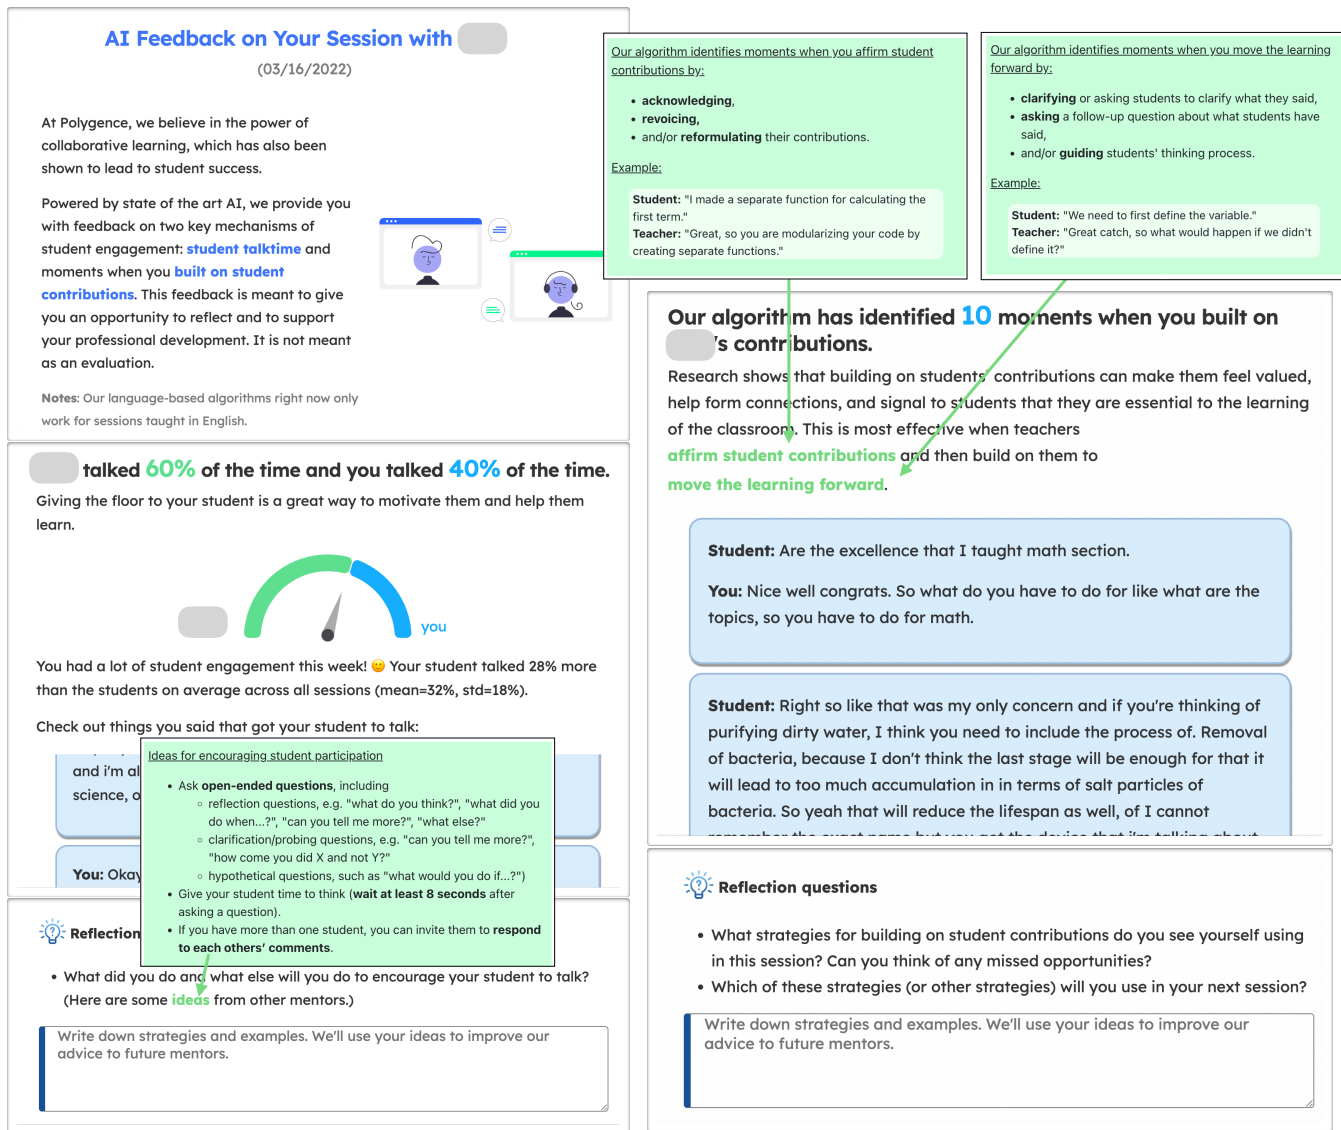 AI Feedback on Your Session with
(03/16/2022)
At Polygence, we believe in the power of
collaborative learning, which has also been
shown to lead to student success.
Powered by state of the art AI, we provide you
with feedback on two key mechanisms of
student engagement: student talktime and
moments when you built on student
contributions. This feedback is meant to give
you an opportunity to reflect and to support
your professional development. It is not meant
as an evaluation.
Notes: Our language-based algorithms right now only
work for sessions taught in English.
talked 60% of the time and you talked 40% of the time.
Giving the floor to your student is a great way to motivate them and help them
learn.
you
You had a lot of student engagement this week! 🙂 Your student talked 28% more
than the students on average across all sessions (mean=32%, std=18%).
Check out things you said that got your student to talk:
and i'm al
science, o
You: Okay
Ideas for encouraging student participation
• Ask open-ended questions, including
◦ reflection questions, e.g. "what do you think?", "what did you
do when...?", "can you tell me more?", "what else?"
◦ clarification/probing questions, e.g. "can you tell me more?",
"how come you did X and not Y?"
◦ hypothetical questions, such as "what would you do if...?")
• Give your student time to think (wait at least 8 seconds after
asking a question).
• If you have more than one student, you can invite them to respond
to each others' comments.
Reflection
• What did you do and what else will you do to encourage your student to talk?
(Here are some ideas from other mentors.)
Write down strategies and examples. We'll use your ideas to improve our
advice to future mentors.
Our algorithm identifies moments when you affirm student
contributions by:
• acknowledging,
• revoicing,
• and/or reformulating their contributions.
Example:
Student: "I made a separate function for calculating the
first term."
Teacher: "Great, so you are modularizing your code by
creating separate functions."
Our algorithm identifies moments when you move the learning
forward by:
• clarifying or asking students to clarify what they said,
• asking a follow-up question about what students have
said,
• and/or guiding students' thinking process.
Example:
Student: "We need to first define the variable."
Teacher: "Great catch, so what would happen if we didn't
define it?"
Our algorithm has identified 10 moments when you built on
's contributions.
Research shows that building on students' contributions can make them feel valued,
help form connections, and signal to students that they are essential to the learning
of the classroom. This is most effective when teachers
affirm student contributions and then build on them to
move the learning forward.
Student: Are the excellence that I taught math section.
You: Nice well congrats. So what do you have to do for like what are the
topics, so you have to do for math.
Student: Right so like that was my only concern and if you're thinking of
purifying dirty water, I think you need to include the process of. Removal
of bacteria, because I don't think the last stage will be enough for that it
will lead to too much accumulation in in terms of salt particles of
bacteria. So yeah that will reduce the lifespan as well, of I cannot
remember the exact name but you get the device that i'm talking about
Reflection questions
• What strategies for building on student contributions do you see yourself using
in this session? Can you think of any missed opportunities?
• Which of these strategies (or other strategies) will you use in your next session?
Write down strategies and examples. We'll use your ideas to improve our
advice to future mentors.